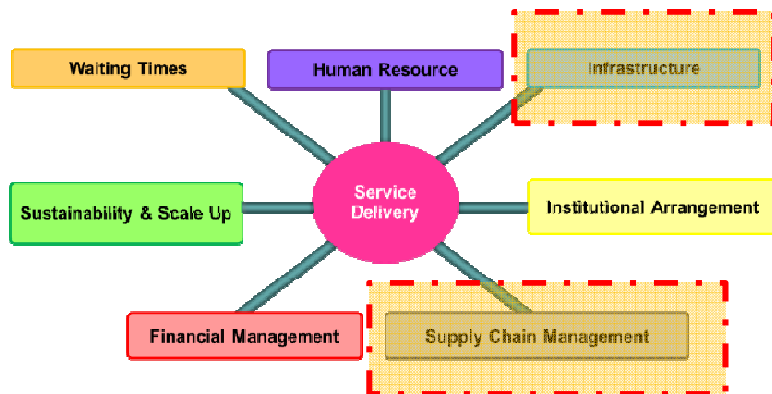 Waiting Times
Human Resource
Infrastructure
Service
Delivery
Sustainability & Scale Up
Institutional Arrangement
Financial Management
Supply Chain Management